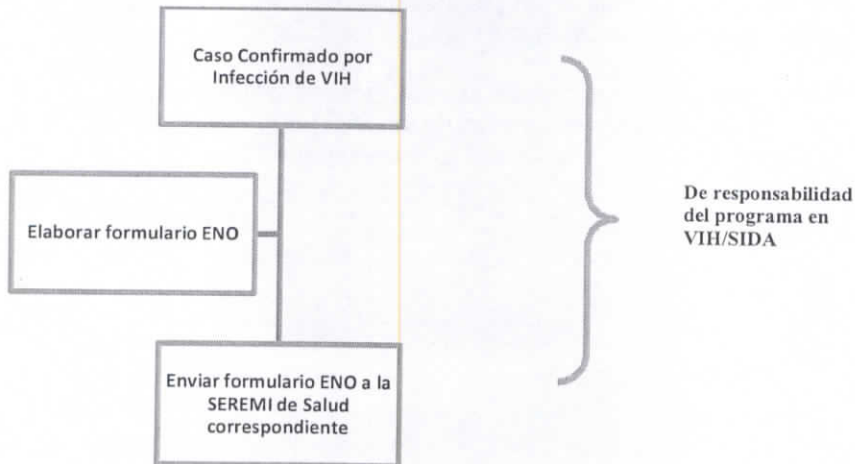 Caso Confirmado por
Infección de VIH
Elaborar formulario ENO
De responsabilidad
del programa en
VIH/SIDA
Enviar formulario ENO a la
SEREMI de Salud
correspondiente